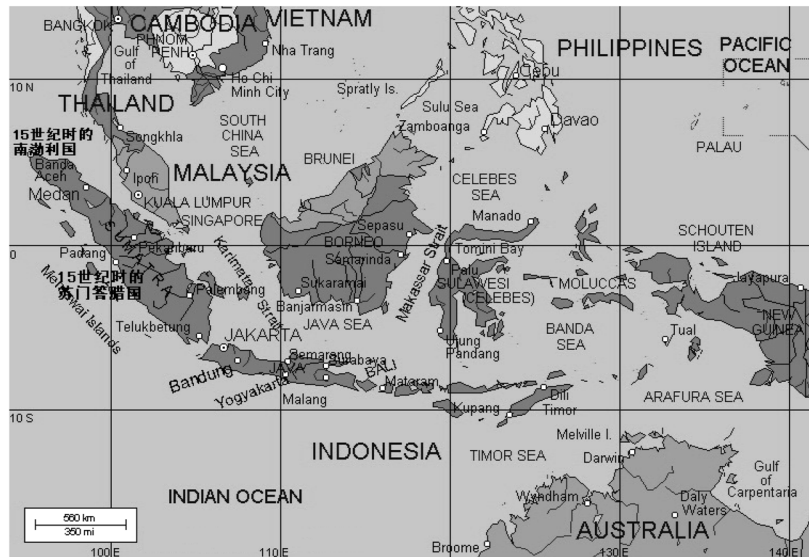 BANGKOK
CAMBODIA
VIETNAM
PHNOM
PENH
Nha Trang
Gulf
of
Thailand
Ho Chi
Minh City
PHILIPPINES
Cebu
PACIFIC
OCEAN
10 N
THAILAND
Spratly Is.
Sulu Sea
Zamboanga
Davao
SOUTH
CHINA
SEA
15世纪时的
南渤利国
Songkhla
PALAU
Banda
Aceh
Ipoh
MALAYSIA
BRUNEI
CELEBES
SEA
Medan
KUALA LUMPUR
SINGAPORE
Manado
SCHOUTEN
ISLAND
Sepasu
BORNEO
Samarinda
Makassar Strait
Tomini Bay
0
Padang
Pekanbaru
SUMATRA
Karimata Strait
15世纪时的
苏门答腊国
Palembang
Sukaramai
Palu
SULAWESI
(CELEBES)
MOLUCCAS
Jayapura
Mentawai Islands
Banjarmasin
JAVA SEA
NEW
GUINEA
Telukbetung
JAKARTA
Ujung
Pandang
BANDA
SEA
Tual
Semarang
Surabaya
JAVA
BALI
Bandung
Yogyakarta
Malang
Mataram
Kupang
Dili
Timor
ARAFURA SEA
10 S
INDONESIA
TIMOR SEA
Melville I.
Darwin
Gulf
of
Carpentaria
INDIAN OCEAN
Wyndham
Daly
Waters
560 km
350 mi
Broome
AUSTRALIA
100 E
110 E
120 E
130 E
140 E